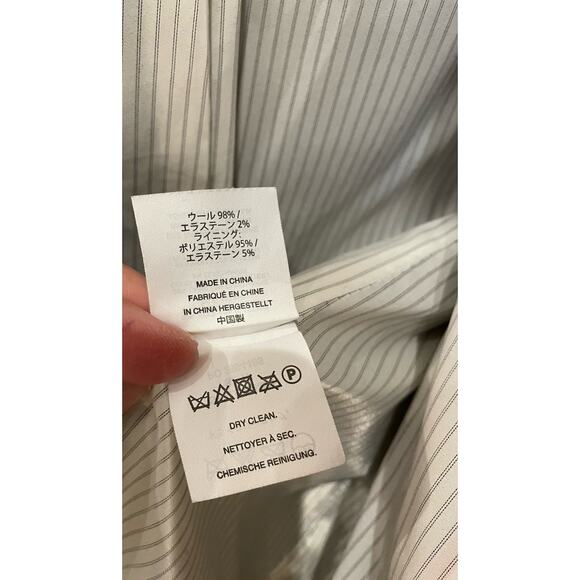 ウール 98% /
エラステーン 2%
ライニング:
ポリエステル 95% /
エラステーン 5%
MADE IN CHINA
FABRIQUÉ EN CHINE
IN CHINA HERGESTELLT
中国製
P
DRY CLEAN.
NETTOYER À SEC.
CHEMISCHE REINIGUNG.